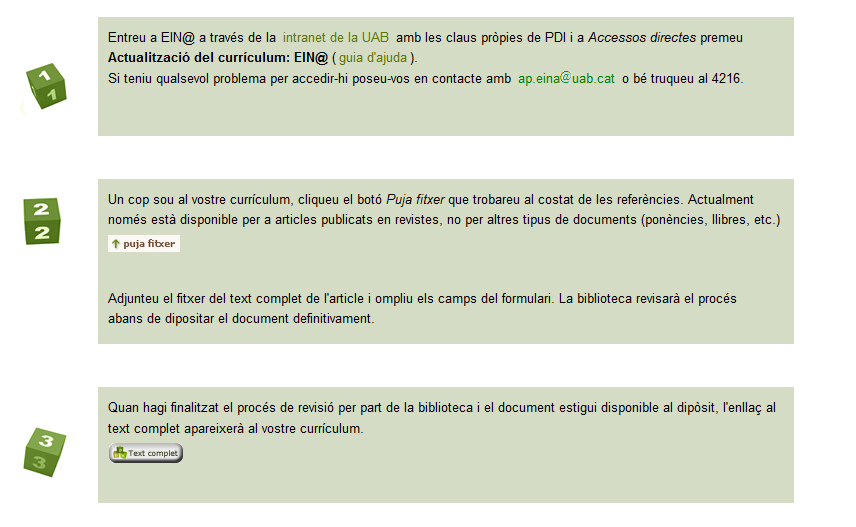 Entreu a EIN@ a través de la intranet de la UAB amb les claus pròpies de PDI i a Accessos directes premeu
Actualització del currículum: EIN@ ( guia d'ajuda ).
Si teniu qualsevol problema per accedir-hi poseu-vos en contacte amb ap.eina@uab.cat o bé truqueu al 4216.
1
1
2
2
Un cop sou al vostre currículum, cliqueu el botó Puja fitxer que trobareu al costat de les referències. Actualment
només està disponible per a articles publicats en revistes, no per altres tipus de documents (ponències, llibres, etc.)
puja fitxer
Adjunteu el fitxer del text complet de l'article i ompliu els camps del formulari. La biblioteca revisarà el procés
abans de dipositar el document definitivament.
Quan hagi finalitzat el procés de revisió per part de la biblioteca i el document estigui disponible al dipòsit, l'enllaç al
text complet apareixerà al vostre currículum.
3
3
Text complet